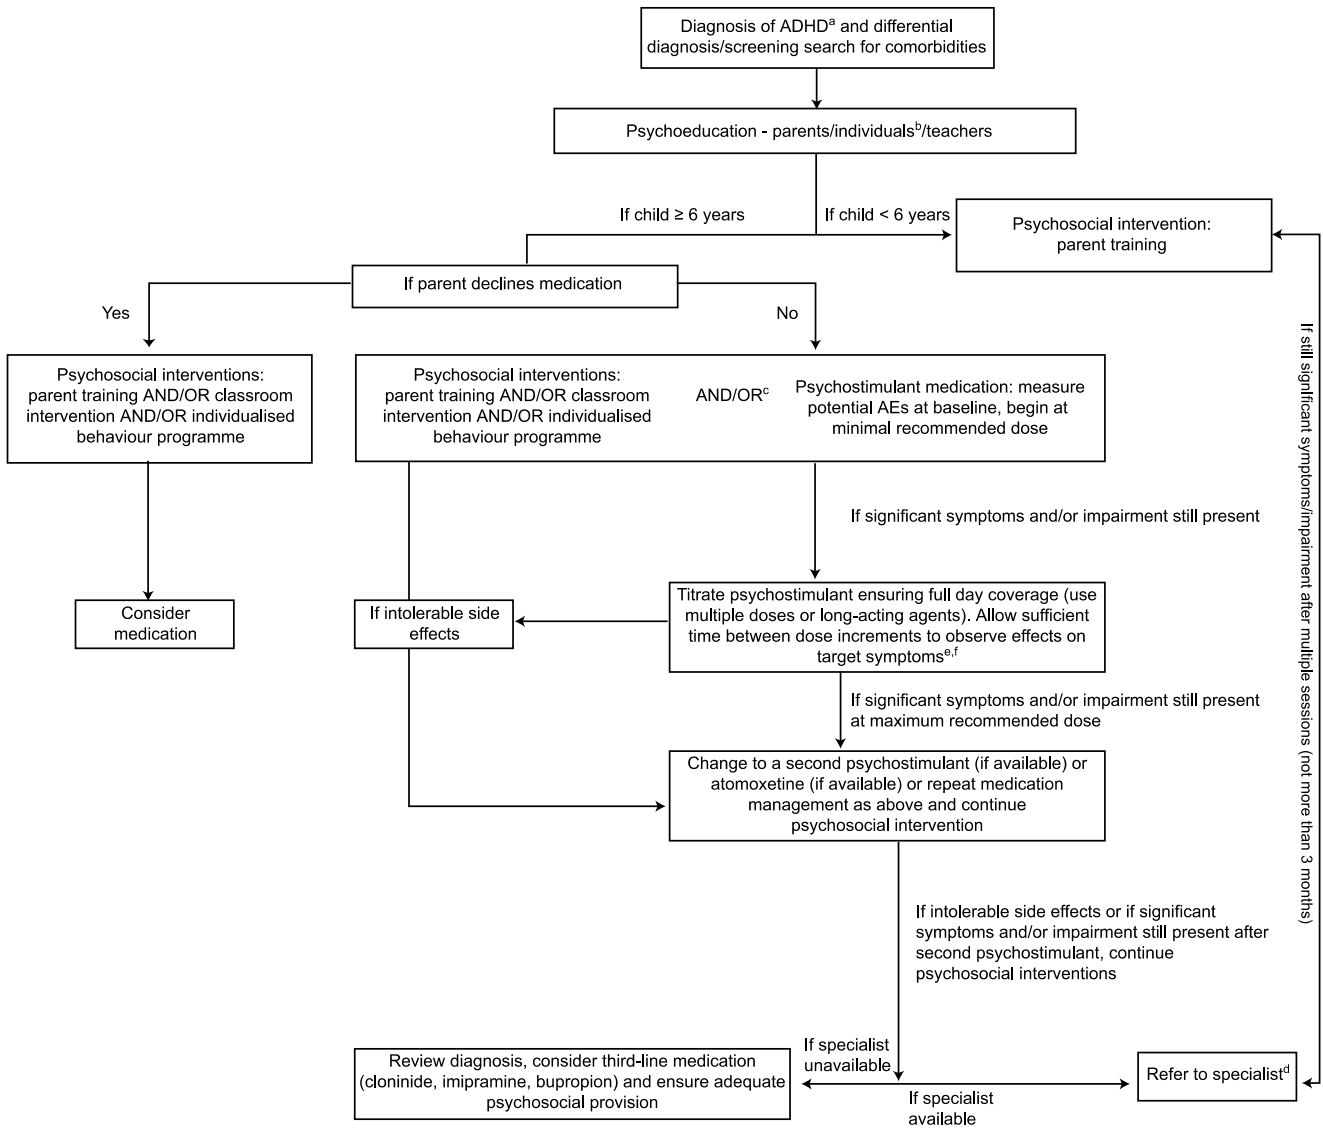 Diagnosis of ADHDa and differential
diagnosis/screening search for comorbidities
Psychoeducation - parents/individualsb/teachers
If child ≥ 6 years
If child < 6 years
Psychosocial intervention:
parent training
If parent declines medication
Yes
No
Psychosocial interventions:
parent training AND/OR classroom
intervention AND/OR individualised
behaviour programme
Psychosocial interventions:
parent training AND/OR classroom
intervention AND/OR individualised
behaviour programme
AND/ORc
Psychostimulant medication: measure
potential AEs at baseline, begin at
minimal recommended dose
If still significant symptoms/impairment after multiple sessions (not more than 3 months)
If significant symptoms and/or impairment still present
Consider
medication
If intolerable side
effects
Titrate psychostimulant ensuring full day coverage (use
multiple doses or long-acting agents). Allow sufficient
time between dose increments to observe effects on
target symptomse,f
If significant symptoms and/or impairment still present
at maximum recommended dose
Change to a second psychostimulant (if available) or
atomoxetine (if available) or repeat medication
management as above and continue
psychosocial intervention
If intolerable side effects or if significant
symptoms and/or impairment still present after
second psychostimulant, continue
psychosocial interventions
Review diagnosis, consider third-line medication
(cloninide, imipramine, bupropion) and ensure adequate
psychosocial provision
If specialist
unavailable
If specialist
available
Refer to specialistd